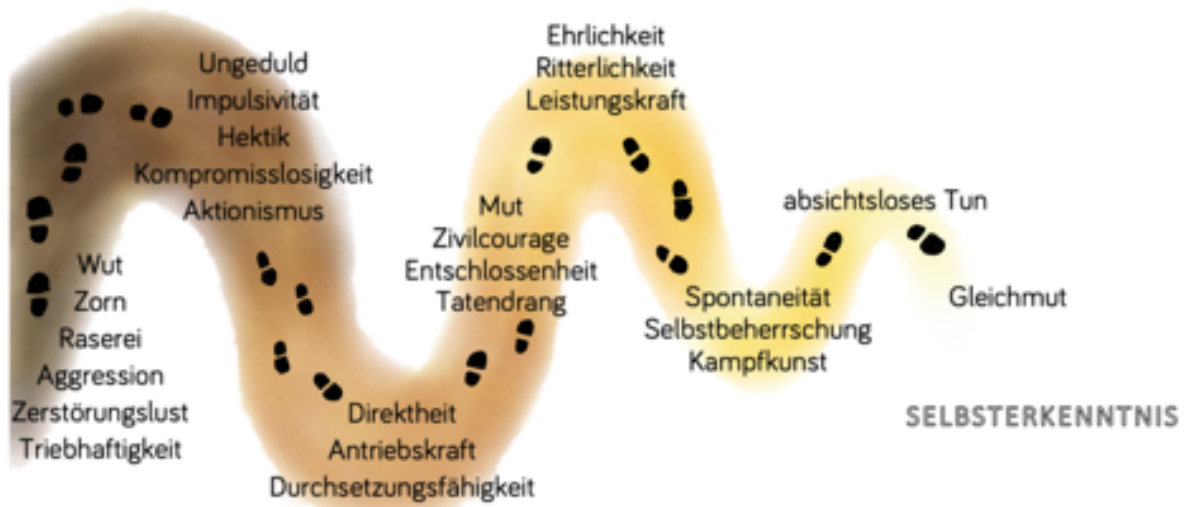 Wut
Zorn
Raserei
Aggression
Zerstörungslust
Triebhaftigkeit
Ungeduld
Impulsivität
Hektik
Kompromisslosigkeit
Aktionismus
Direktheit
Antriebskraft
Durchsetzungsfähigkeit
Mut
Zivilcourage
Entschlossenheit
Tatendrang
Ehrlichkeit
Ritterlichkeit
Leistungskraft
Spontaneität
Selbstbeherrschung
Kampfkunst
absichtsloses Tun
Gleichmut
SELBSTERKENNTNIS